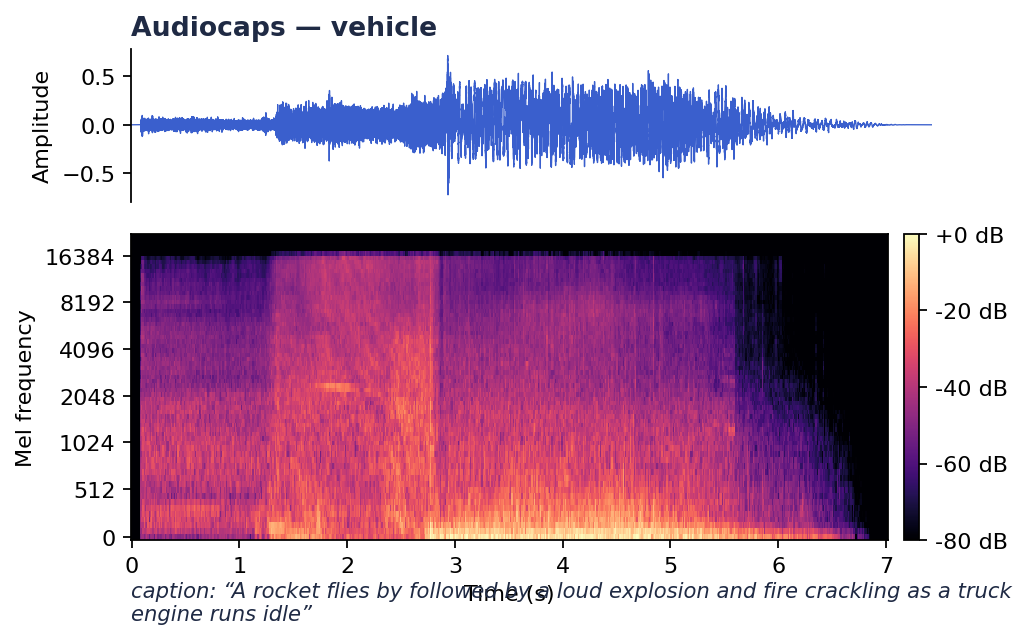 Audiocaps — vehicle
Amplitude
0.5
0.0
−0.5
Mel frequency
16384
8192
4096
2048
1024
512
0
+0 dB
-20 dB
-40 dB
-60 dB
-80 dB
0 1 2 3 4 5 6 7
Time (s)
caption: “A rocket flies by followed by a loud explosion and fire crackling as a truck
engine runs idle”